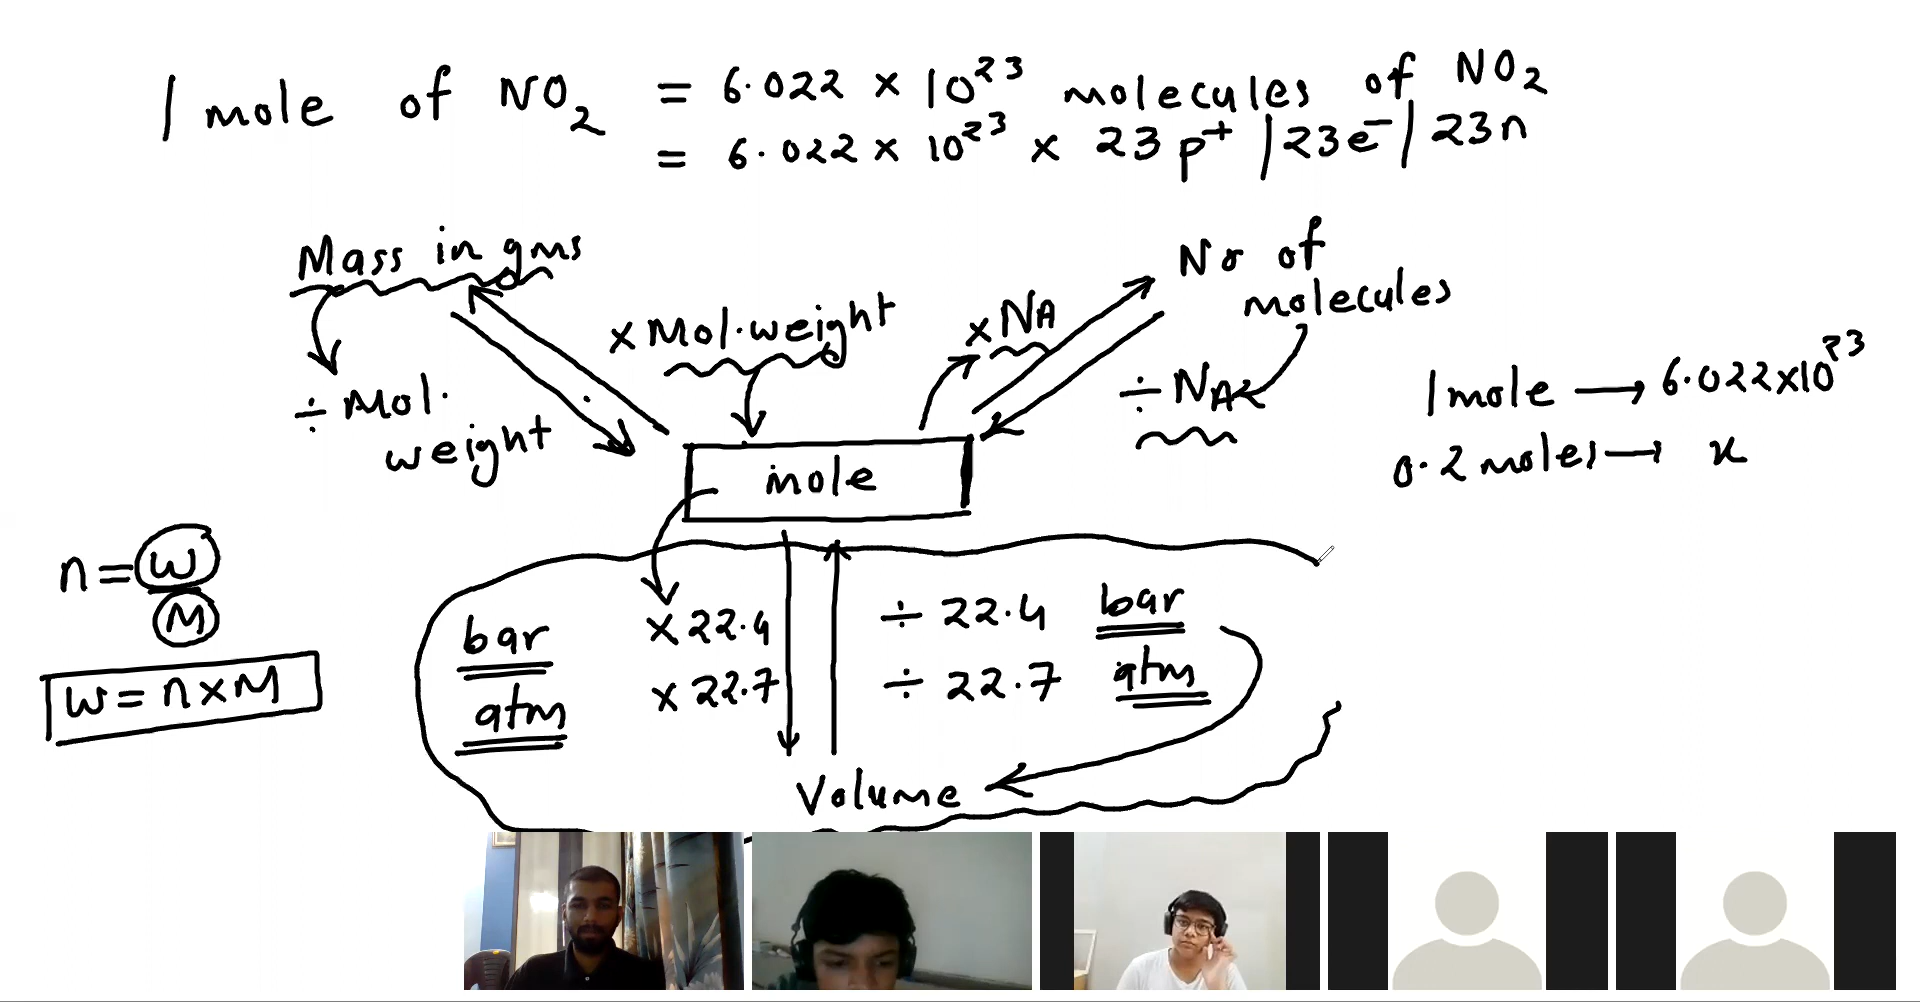 1 mole of NO2 = 6.022 × 10^23 molecules of NO2
= 6.022 × 10^23 × 23 p+ | 23 e- | 23 n
Mass in gms
÷ Mol.
weight
× Mol. weight
× NA
No of
molecules
÷ NA
1 mole → 6.022×10^23
0.2 moles → x
mole
n = W
M
W = n×M
bar × 22.4
atm × 22.7
÷ 22.4 bar
÷ 22.7 atm
Volume